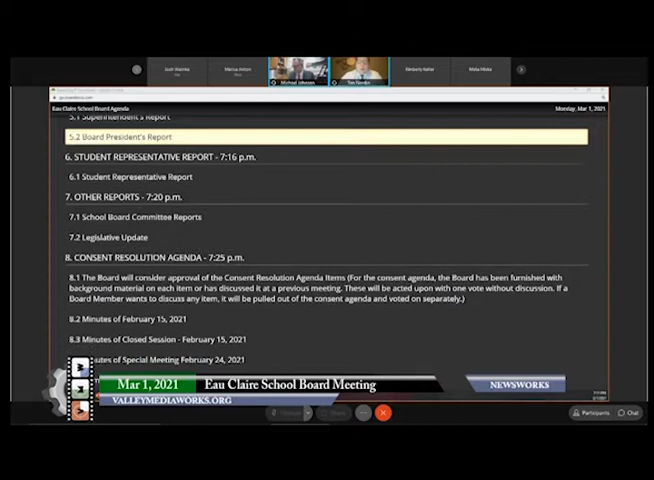 Scott Steinke
Marcus Anton
Michael Johnson
Tim Nordin
Kimberly Keller
Eau Claire School Board Agenda
Monday, Mar 1, 2021
5.1 Superintendent's Report
5.2 Board President's Report
6. STUDENT REPRESENTATIVE REPORT - 7:16 p.m.
6.1 Student Representative Report
7. OTHER REPORTS - 7:20 p.m.
7.1 School Board Committee Reports
7.2 Legislative Update
8. CONSENT RESOLUTION AGENDA - 7:25 p.m.
8.1 The Board will consider approval of the Consent Resolution Agenda Items (For the consent agenda, the Board has been furnished with
background material on each item or has discussed it at a previous meeting. These will be acted upon with one vote without discussion. If a
Board Member wants to discuss any item, it will be pulled out of the consent agenda and voted on separately.)
8.2 Minutes of February 15, 2021
8.3 Minutes of Closed Session - February 15, 2021
nutes of Special Meeting February 24, 2021
Mar 1, 2021
Eau Claire School Board Meeting
NEWSWORKS
VALLEYMEDIAWORKS.ORG
Participants
Chat